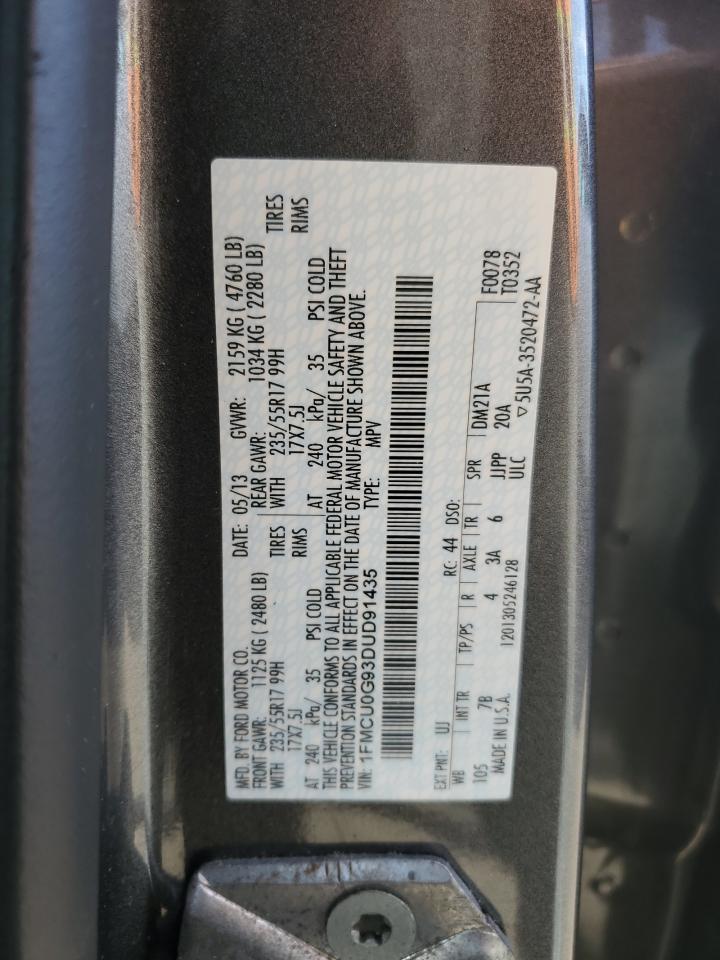 MFD. BY FORD MOTOR CO. DATE: 05/13 GVWR: 2159 KG ( 4760 LB)
FRONT GAWR: 1125 KG ( 2480 LB) REAR GAWR: 1034 KG ( 2280 LB)
WITH 235/55R17 99H TIRES WITH 235/55R17 99H TIRES
17X7.5J RIMS 17X7.5J RIMS
AT 240 kPa/ 35 PSI COLD AT 240 kPa/ 35 PSI COLD
THIS VEHICLE CONFORMS TO ALL APPLICABLE FEDERAL MOTOR VEHICLE SAFETY AND THEFT
PREVENTION STANDARDS IN EFFECT ON THE DATE OF MANUFACTURE SHOWN ABOVE.
VIN: 1FMCU0G93DUD91435 TYPE: MPV
EXT PNT: UJ RC: 44 DSO: F0078
WB INT TR TP/PS R AXLE TR SPR DM21A T0352
105 7B 4 3A 6 JJPP 20A
MADE IN U.S.A. 1201305246128 ULC ▽5U5A-3520472-AA